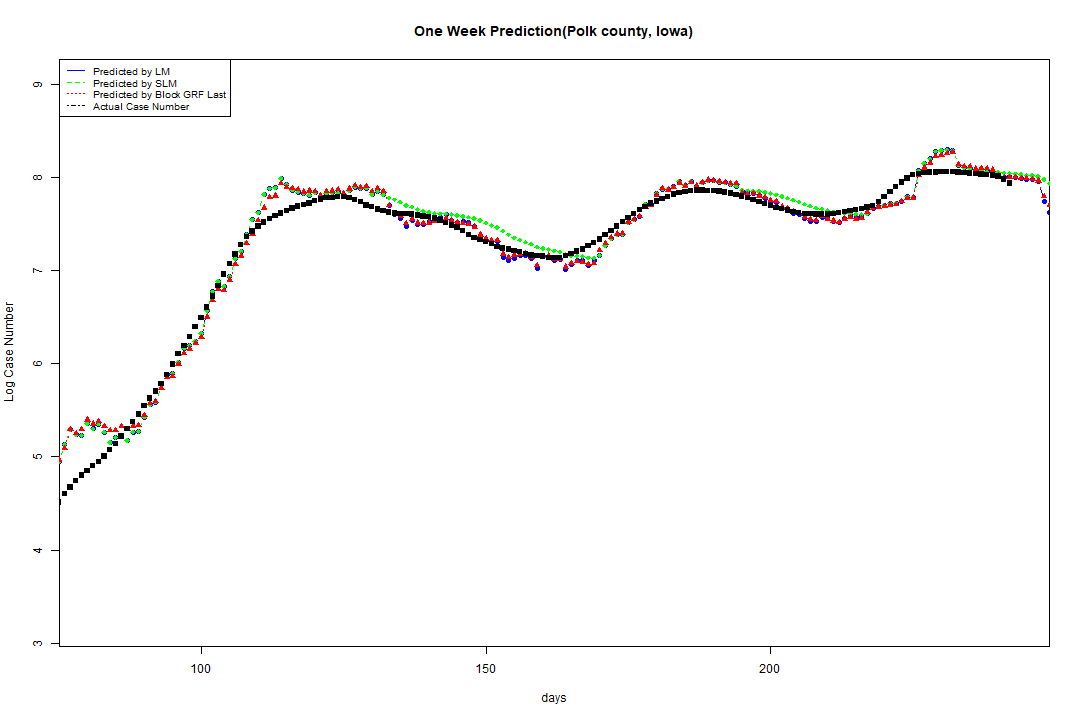 One Week Prediction(Polk county, Iowa)
Predicted by LM
Predicted by SLM
Predicted by Block GRF Last
Actual Case Number
9
8
7
6
5
4
3
Log Case Number
100 150 200
days